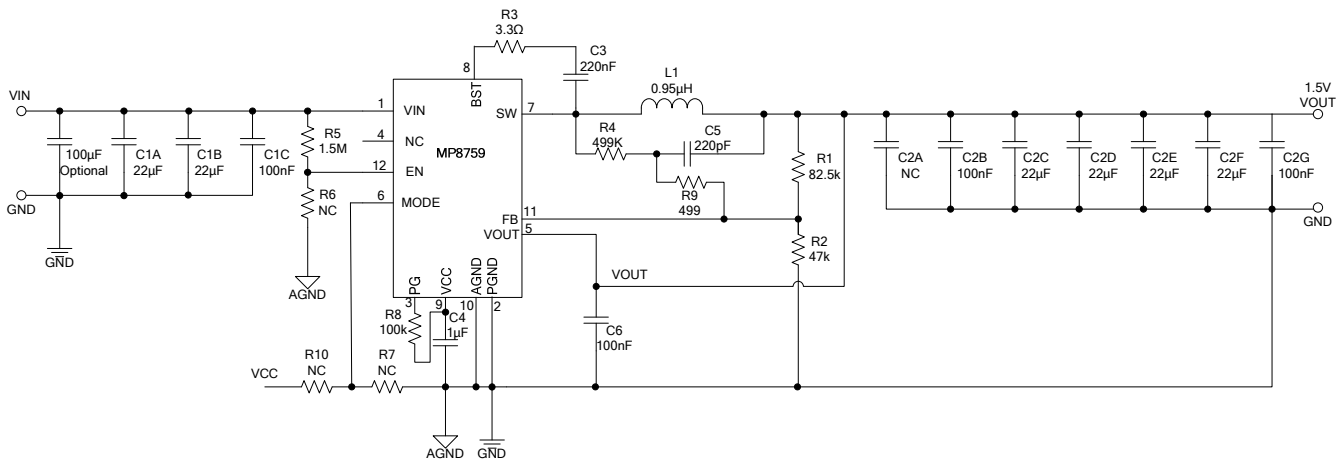 R3
3.3Ω
C3
220nF
8
BST
L1
0.95µH
1.5V
VOUT
VIN
1
VIN
SW
7
R5
1.5M
4
NC
MP8759
R4
499K
C5
220pF
R1
82.5k
100µF
Optional
C1A
22µF
C1B
22µF
C1C
100nF
12
EN
R9
499
C2A
NC
C2B
100nF
C2C
22µF
C2D
22µF
C2E
22µF
C2F
22µF
C2G
100nF
GND
R6
NC
6
MODE
FB
11
VOUT
5
R2
47k
GND
GND
AGND
VOUT
PG
VCC
AGND
PGND
3
9
10
2
R8
100k
C4
1µF
C6
100nF
VCC
R10
NC
R7
NC
AGND
GND